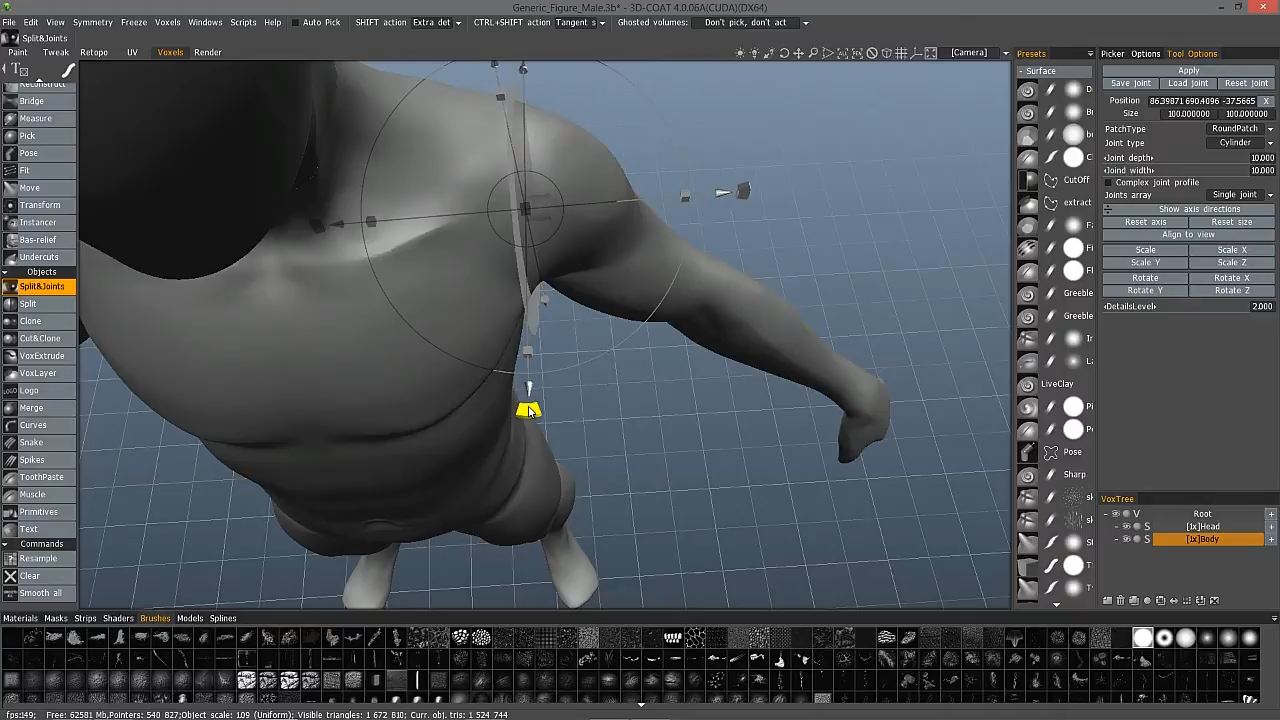 Generic_Figure_Male.3b* - 3D-COAT 4.0.06A(CUDA)(DX64)
File Edit View Symmetry Freeze Voxels Windows Scripts Help Auto Pick SHIFT action Extra det CTRL+SHIFT action Tangent s Ghosted volumes: Don't pick, don't act
Split&Joints
Paint Tweak Retopo UV Voxels Render [Camera] Presets Picker Options Tool Options
Reconstruct
Bridge
Measure
Pick
Pose
Fit
Move
Transform
Instancer
Bas-relief
Undercuts
Objects
Split&Joints
Split
Clone
Cut&Clone
VoxExtrude
VoxLayer
Logo
Merge
Curves
Snake
Spikes
ToothPaste
Muscle
Primitives
Text
Commands
Resample
Clear
Smooth all
Surface
CutOff
extract
Greeble
Greeble
LiveClay
Pose
Sharp
Apply
Save joint Load joint Reset joint
Position 86.39871 690.4096 -37.5665 X
Size 100.000000 100.000000
PatchType RoundPatch
Joint type Cylinder
Joint depth 10.000
Joind width 10.000
Complex joint profile
Joints array Single joint
Show axis directions
Reset axis Reset size
Align to view
Scale Scale X
Scale Y Scale Z
Rotate Rotate X
Rotate Y Rotate Z
DetailsLevel 2.000
VoxTree
V Root +
S [1x]Head +
S [1x]Body +
Materials Masks Strips Shaders Brushes Models Splines
fps:49; Free: 62581 Mb,Pointers: 540 827;Object scale: 109 (Uniform); Visible triangles: 1 672 810; Curr. obj. tris: 1 524 744